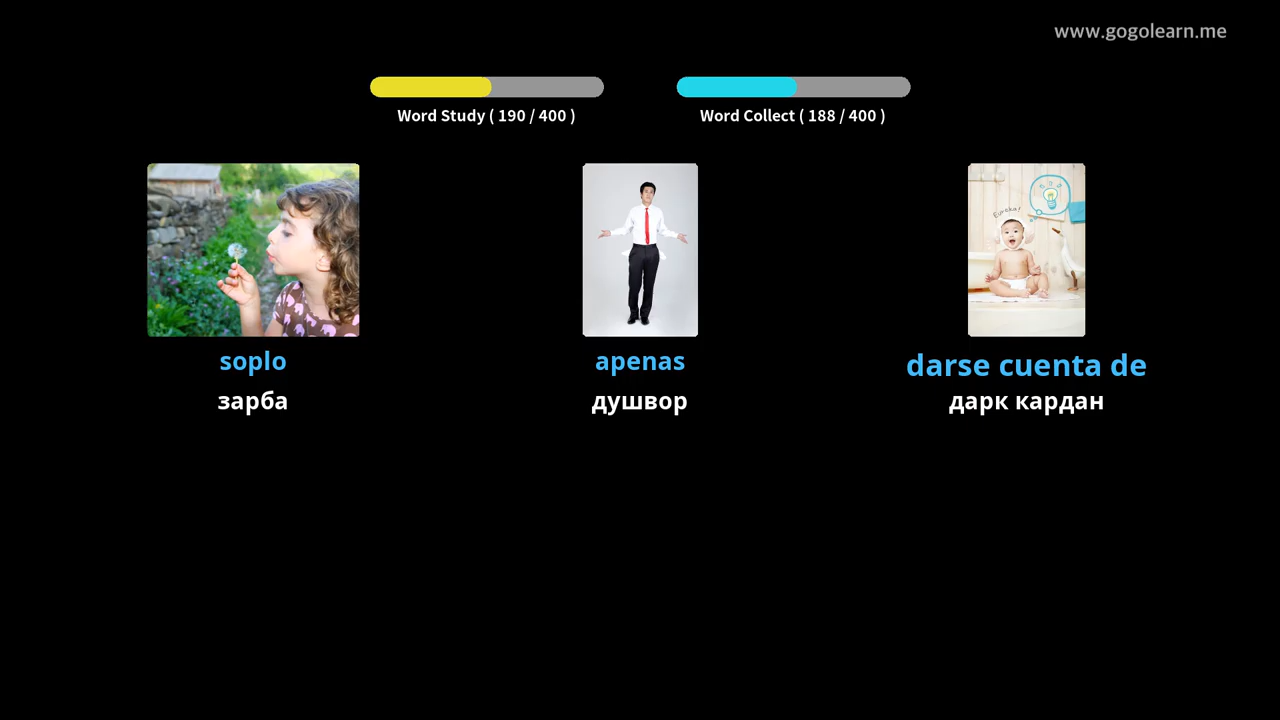 www.gogolearn.me
Word Study ( 190 / 400 )
Word Collect ( 188 / 400 )
Eureka!
soplo
apenas
darse cuenta de
зарба
душвор
дарк кардан